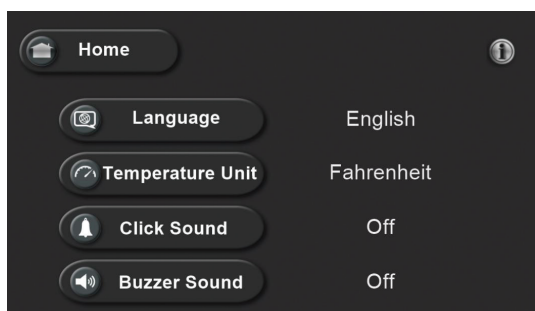 Home
Language English
Temperature Unit Fahrenheit
Click Sound Off
Buzzer Sound Off